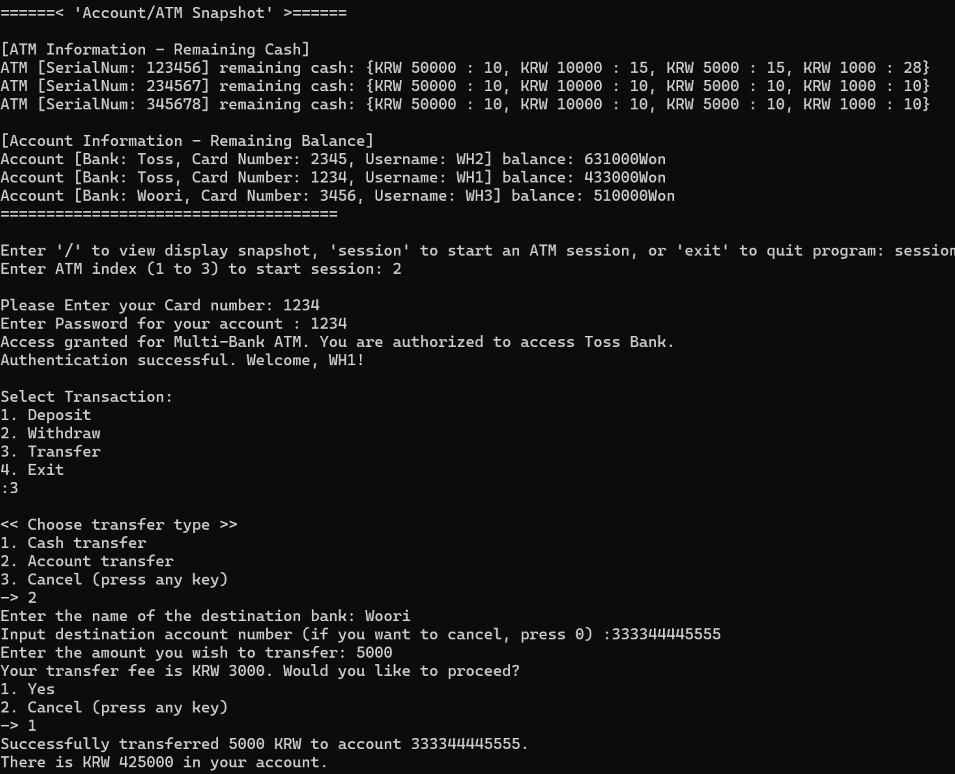 ======< 'Account/ATM Snapshot' >======
[ATM Information - Remaining Cash]
ATM [SerialNum: 123456] remaining cash: {KRW 50000 : 10, KRW 10000 : 15, KRW 5000 : 15, KRW 1000 : 28}
ATM [SerialNum: 234567] remaining cash: {KRW 50000 : 10, KRW 10000 : 10, KRW 5000 : 10, KRW 1000 : 10}
ATM [SerialNum: 345678] remaining cash: {KRW 50000 : 10, KRW 10000 : 10, KRW 5000 : 10, KRW 1000 : 10}
[Account Information - Remaining Balance]
Account [Bank: Toss, Card Number: 2345, Username: WH2] balance: 631000Won
Account [Bank: Toss, Card Number: 1234, Username: WH1] balance: 433000Won
Account [Bank: Woori, Card Number: 3456, Username: WH3] balance: 510000Won
=====================================
Enter '/' to view display snapshot, 'session' to start an ATM session, or 'exit' to quit program: session
Enter ATM index (1 to 3) to start session: 2
Please Enter your Card number: 1234
Enter Password for your account : 1234
Access granted for Multi-Bank ATM. You are authorized to access Toss Bank.
Authentication successful. Welcome, WH1!
Select Transaction:
1. Deposit
2. Withdraw
3. Transfer
4. Exit
:3
<< Choose transfer type >>
1. Cash transfer
2. Account transfer
3. Cancel (press any key)
-> 2
Enter the name of the destination bank: Woori
Input destination account number (if you want to cancel, press 0) :333344445555
Enter the amount you wish to transfer: 5000
Your transfer fee is KRW 3000. Would you like to proceed?
1. Yes
2. Cancel (press any key)
-> 1
Successfully transferred 5000 KRW to account 333344445555.
There is KRW 425000 in your account.